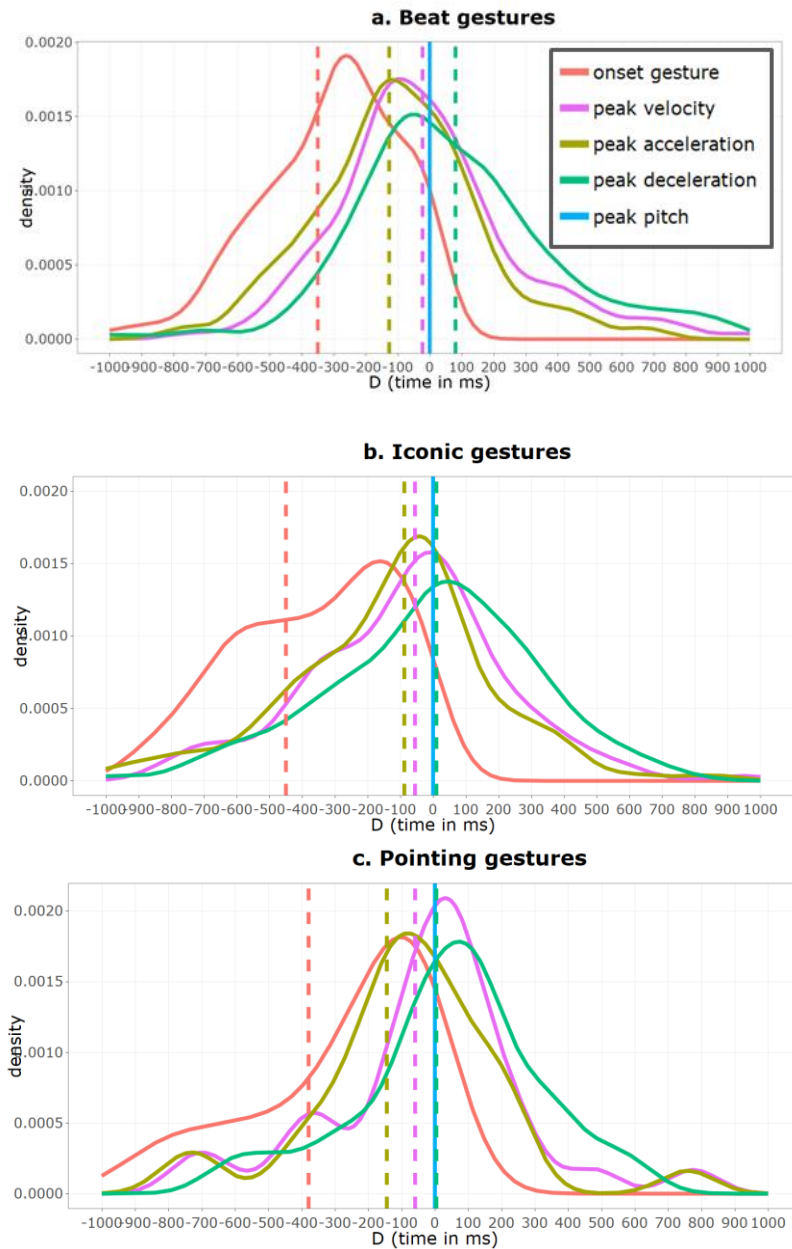 a. Beat gestures
0.0020
0.0015
0.0010
0.0005
0.0000
density
onset gesture
peak velocity
peak acceleration
peak deceleration
peak pitch
-1000-900-800-700-600-500-400-300-200-100 0 100 200 300 400 500 600 700 800 900 1000
D (time in ms)
b. Iconic gestures
0.0020
0.0015
0.0010
0.0005
0.0000
density
-1000-900-800-700-600-500-400-300-200-100 0 100 200 300 400 500 600 700 800 900 1000
D (time in ms)
c. Pointing gestures
0.0020
0.0015
0.0010
0.0005
0.0000
density
-1000-900-800-700-600-500-400-300-200-100 0 100 200 300 400 500 600 700 800 900 1000
D (time in ms)